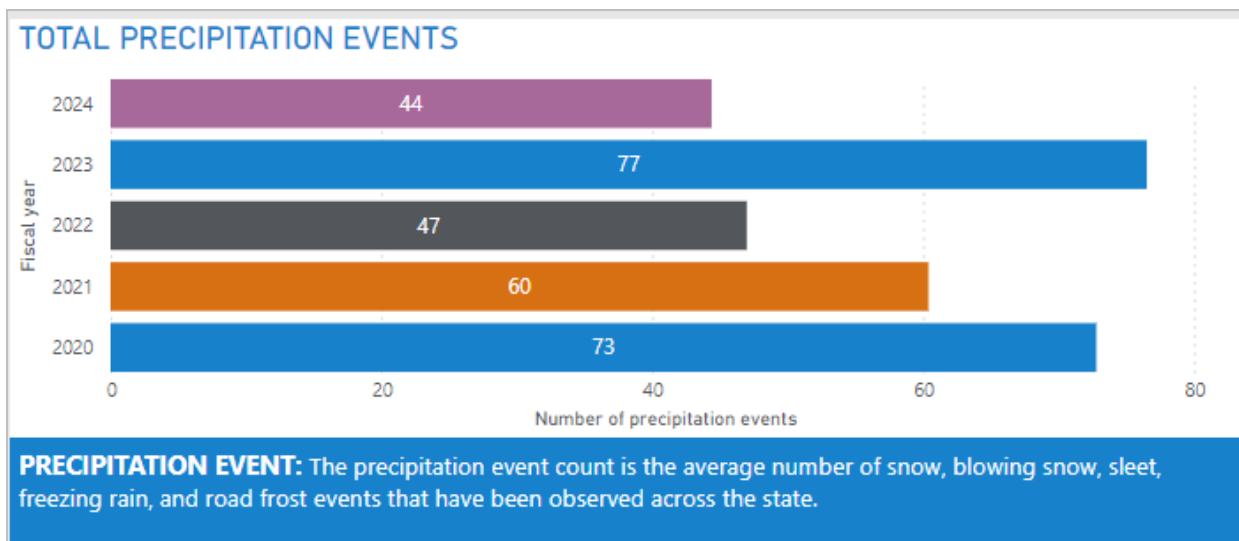 TOTAL PRECIPITATION EVENTS
Fiscal year
2024
44
2023
77
2022
47
2021
60
2020
73
0 20 40 60 80
Number of precipitation events
PRECIPITATION EVENT: The precipitation event count is the average number of snow, blowing snow, sleet,
freezing rain, and road frost events that have been observed across the state.